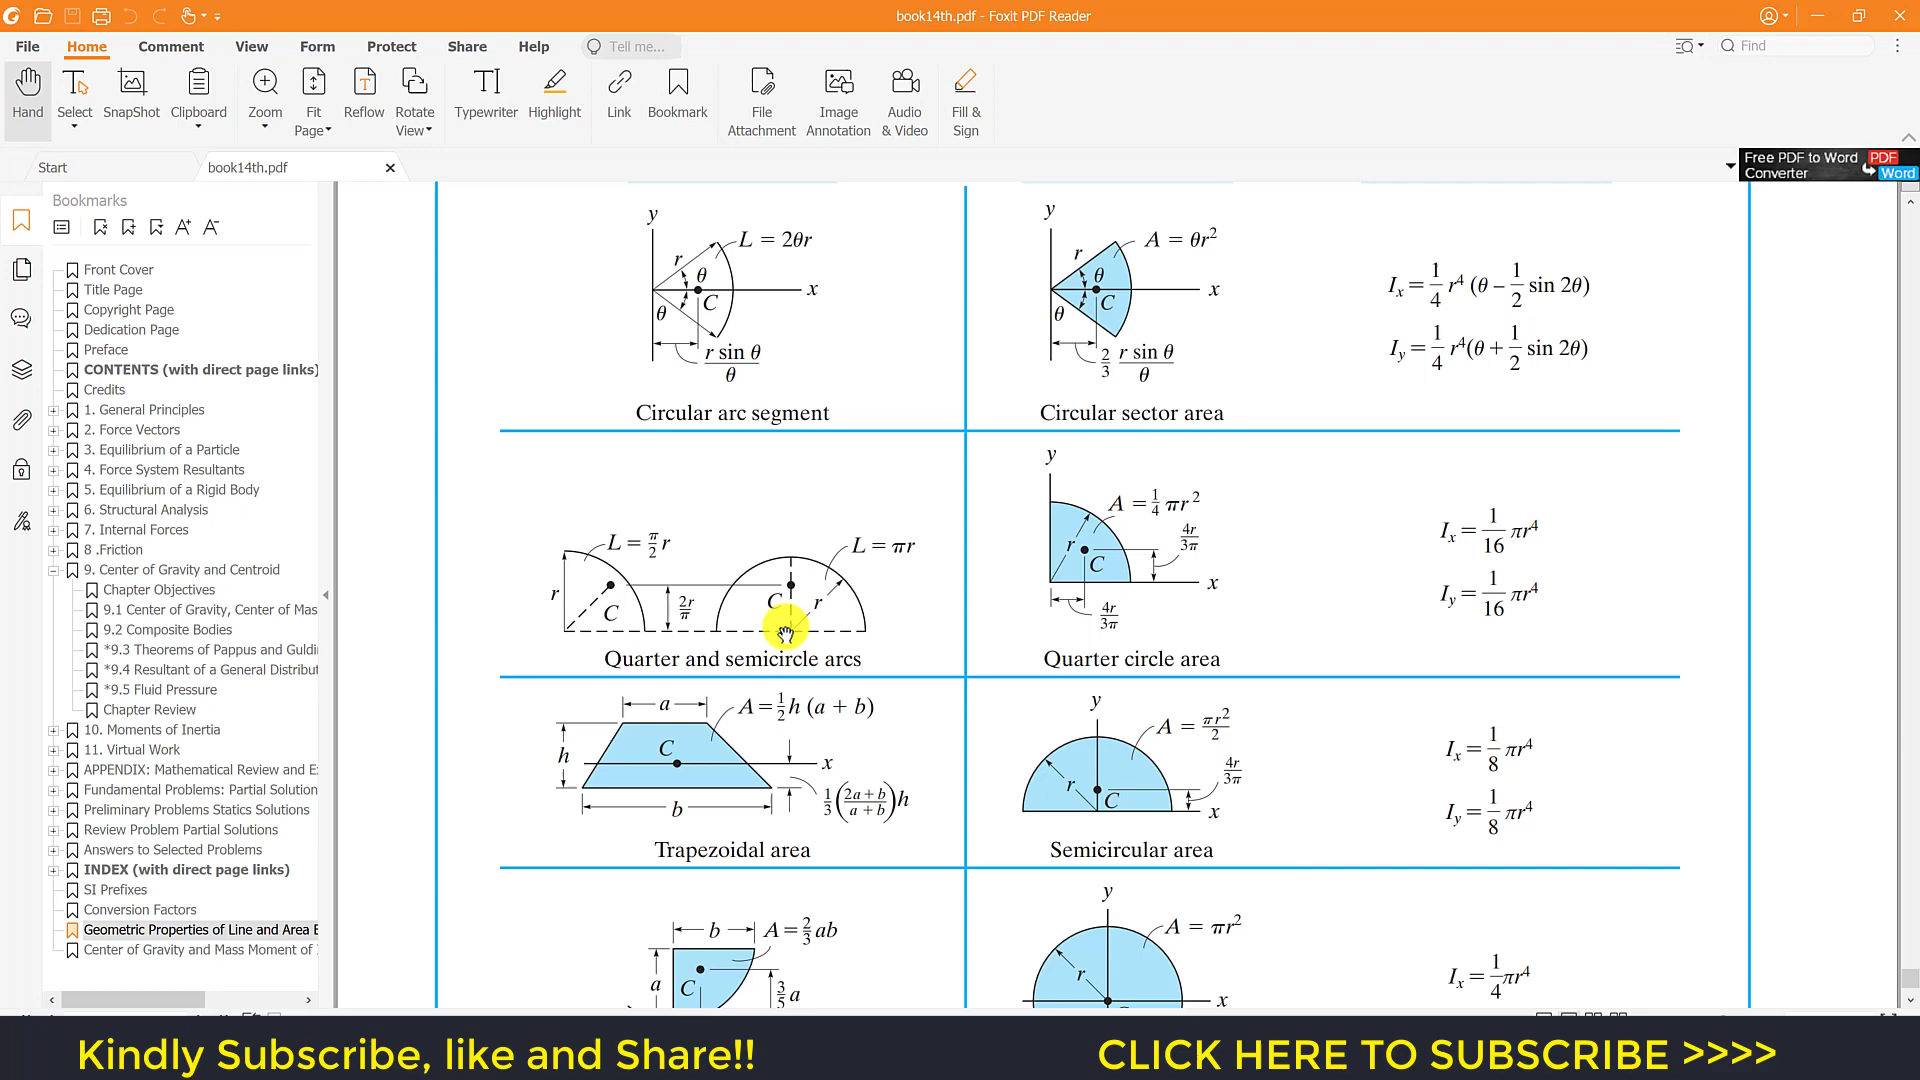 book14th.pdf - Foxit PDF Reader
File Home Comment View Form Protect Share Help Tell me... Find
Hand Select SnapShot Clipboard Zoom Fit Page Reflow Rotate View Typewriter Highlight Link Bookmark File Attachment Image Annotation Audio & Video Fill & Sign
Start book14th.pdf
Free PDF to Word Converter PDF Word
Bookmarks
Front Cover
Title Page
Copyright Page
Dedication Page
Preface
CONTENTS (with direct page links)
Credits
1. General Principles
2. Force Vectors
3. Equilibrium of a Particle
4. Force System Resultants
5. Equilibrium of a Rigid Body
6. Structural Analysis
7. Internal Forces
8 .Friction
9. Center of Gravity and Centroid
Chapter Objectives
9.1 Center of Gravity, Center of Mas
9.2 Composite Bodies
*9.3 Theorems of Pappus and Guldi
*9.4 Resultant of a General Distribut
*9.5 Fluid Pressure
Chapter Review
10. Moments of Inertia
11. Virtual Work
APPENDIX: Mathematical Review and E
Fundamental Problems: Partial Solution
Preliminary Problems Statics Solutions
Review Problem Partial Solutions
Answers to Selected Problems
INDEX (with direct page links)
SI Prefixes
Conversion Factors
Geometric Properties of Line and Area E
Center of Gravity and Mass Moment of
y
L = 2θr
r
θ
C
x
θ
r sin θ / θ
Circular arc segment
y
A = θr²
r
θ
C
x
θ
2/3 r sin θ / θ
Circular sector area
Ix = 1/4 r⁴ (θ – 1/2 sin 2θ)
Iy = 1/4 r⁴(θ + 1/2 sin 2θ)
L = π/2 r
r
C
2r/π
L = πr
C
r
Quarter and semicircle arcs
y
A = 1/4 πr²
4r/3π
r
C
x
4r/3π
Quarter circle area
Ix = 1/16 πr⁴
Iy = 1/16 πr⁴
a
A = 1/2 h (a + b)
h
C
x
b
1/3 (2a + b / a + b) h
Trapezoidal area
y
A = πr²/2
4r/3π
r
C
x
Semicircular area
Ix = 1/8 πr⁴
Iy = 1/8 πr⁴
b
A = 2/3 ab
a
C
3/5 a
y
A = πr²
r
x
Ix = 1/4 πr⁴
Kindly Subscribe, like and Share!!
CLICK HERE TO SUBSCRIBE >>>>